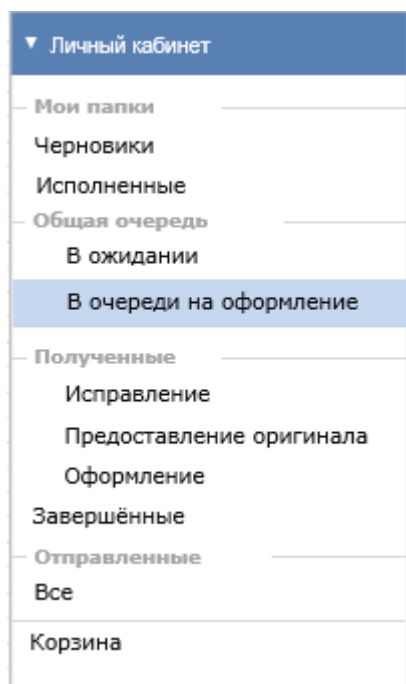 Личный кабинет
Мои папки
Черновики
Исполненные
Общая очередь
В ожидании
В очереди на оформление
Полученные
Исправление
Предоставление оригинала
Оформление
Завершённые
Отправленные
Все
Корзина